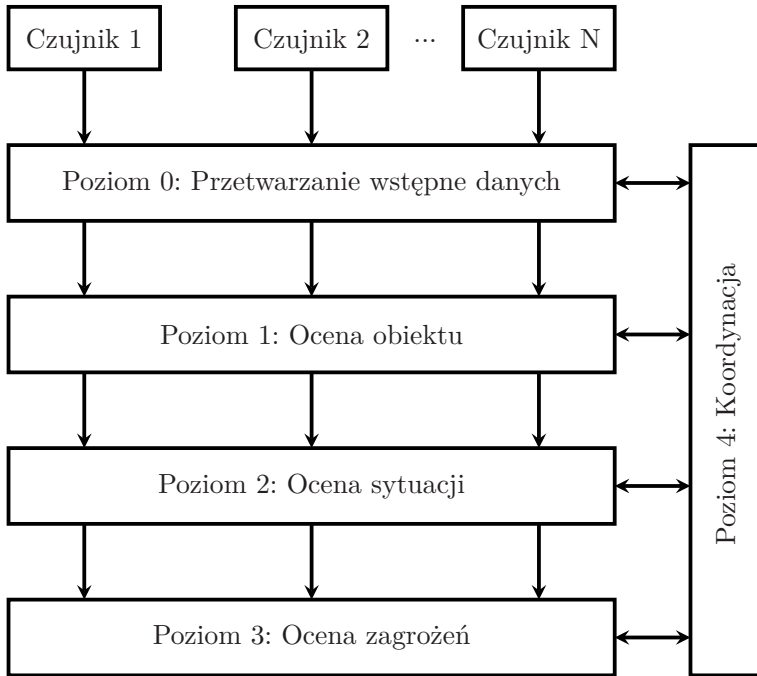 Czujnik 1
Czujnik 2
...
Czujnik N
Poziom 0: Przetwarzanie wstępne danych
Poziom 1: Ocena obiektu
Poziom 2: Ocena sytuacji
Poziom 3: Ocena zagrożeń
Poziom 4: Koordynacja